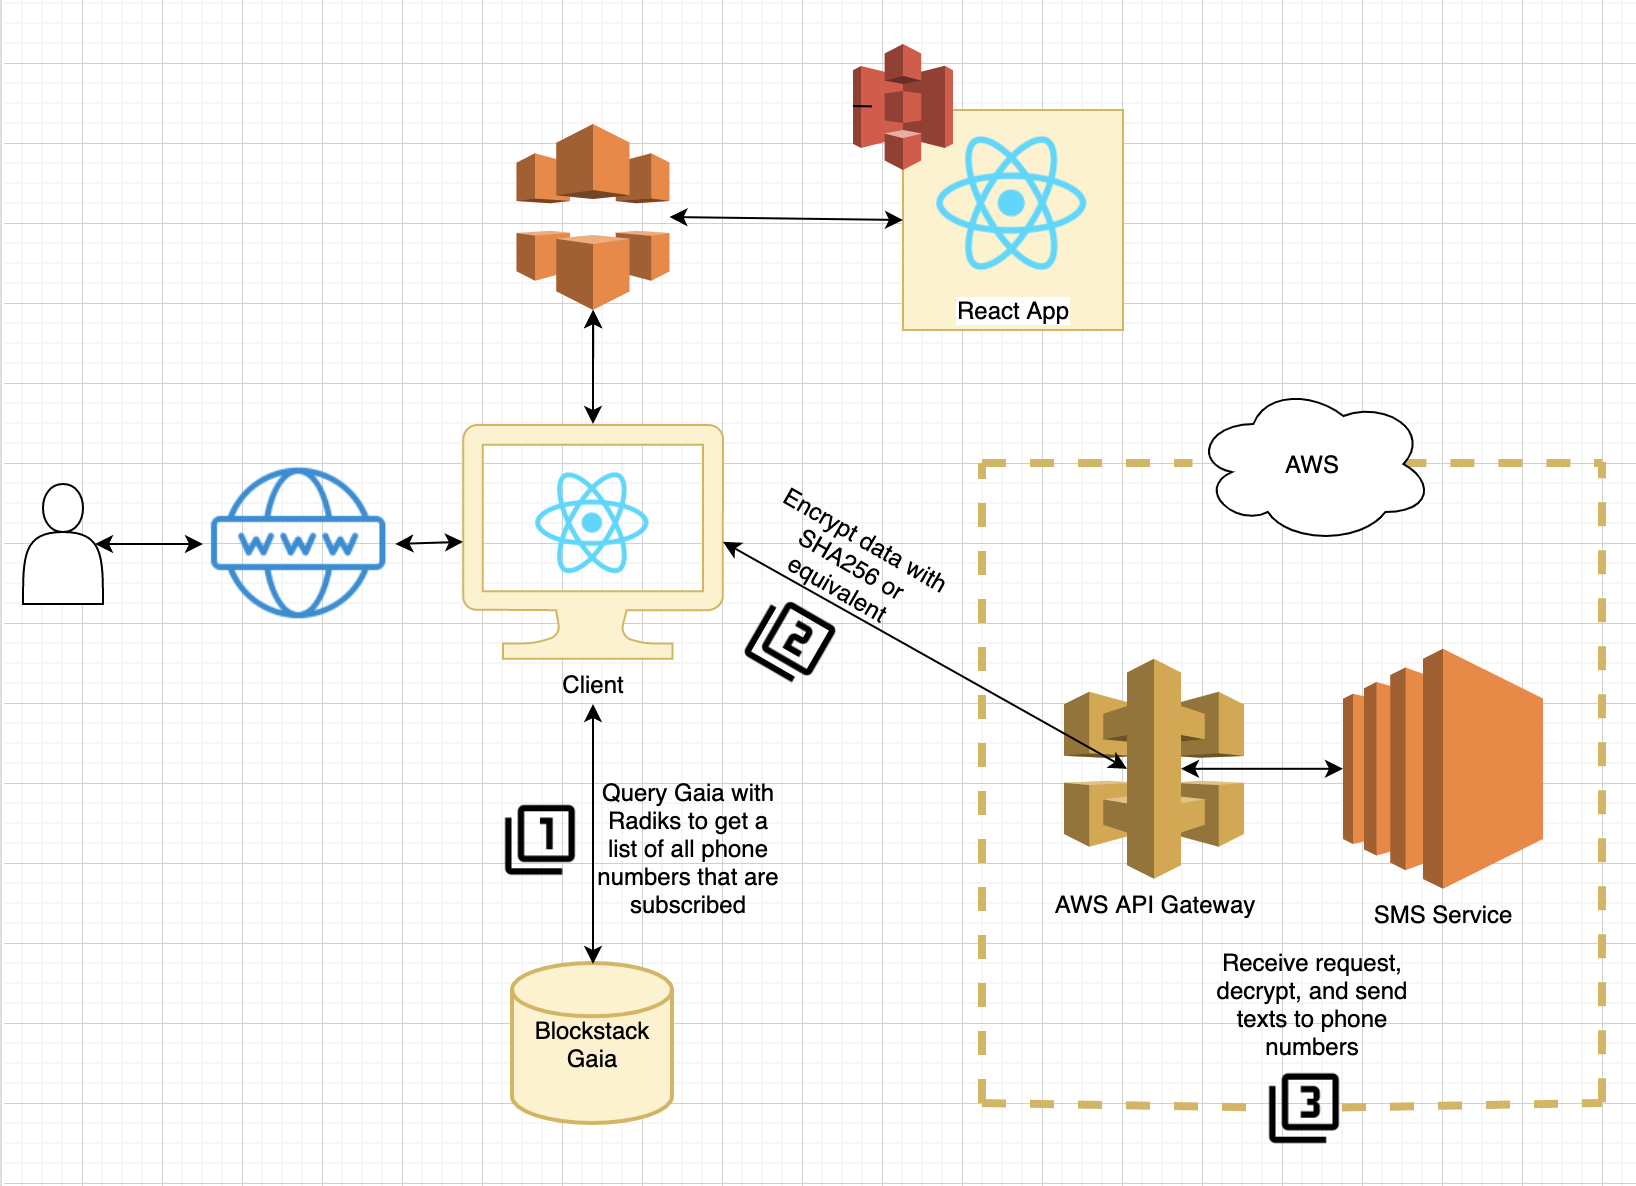 React App
AWS
WWW
Encrypt data with
SHA256 or
equivalent
2
Client
Query Gaia with
Radiks to get a
list of all phone
numbers that are
subscribed
1
AWS API Gateway
SMS Service
Receive request,
decrypt, and send
texts to phone
numbers
3
Blockstack
Gaia